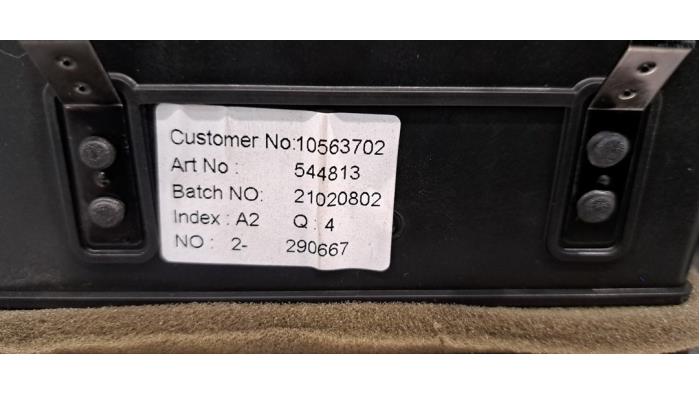 Customer No:10563702
Art No : 544813
Batch NO: 21020802
Index : A2 Q : 4
NO : 2- 290667